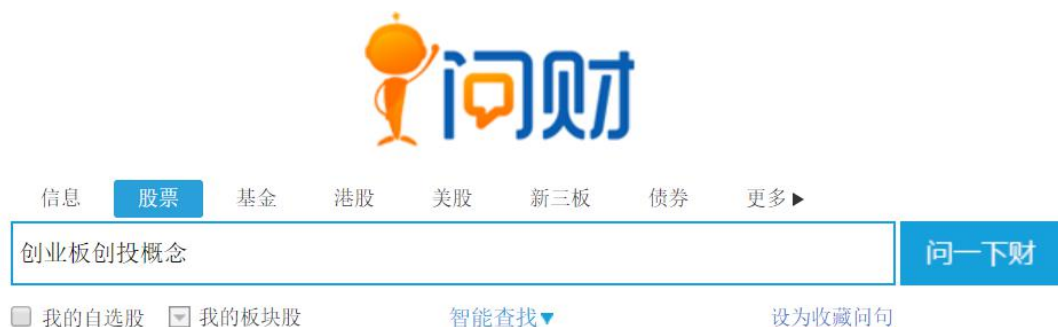 问财
信息 股票 基金 港股 美股 新三板 债券 更多▶
创业板创投概念 问一下财
我的自选股 我的板块股 智能查找▼ 设为收藏问句